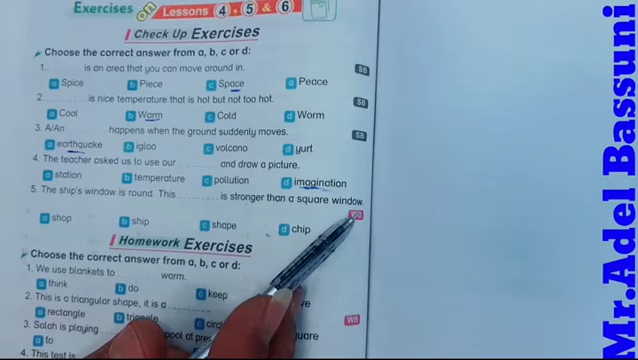 Exercises on Lessons 4, 5 & 6
Check Up Exercises
Choose the correct answer from a, b, c or d:
1. ......... is an area that you can move around in. SB
a Spice b Piece c Space d Peace
2. ......... is nice temperature that is hot but not too hot. SB
a Cool b Warm c Cold d Worm
3. A/An ......... happens when the ground suddenly moves. SB
a earthquake b igloo c volcano d yurt
4. The teacher asked us to use our ......... and draw a picture.
a station b temperature c pollution d imagination
5. The ship's window is round. This ......... is stronger than a square window.
WB
a shop b ship c shape d chip
Homework Exercises
Choose the correct answer from a, b, c or d:
1. We use blankets to ......... warm.
a think b do c keep
2. This is a triangular shape, it is a .........
a rectangle b triangle WB
3. Salah is playing
a to
4. This test is
Mr.Adel Bassuni